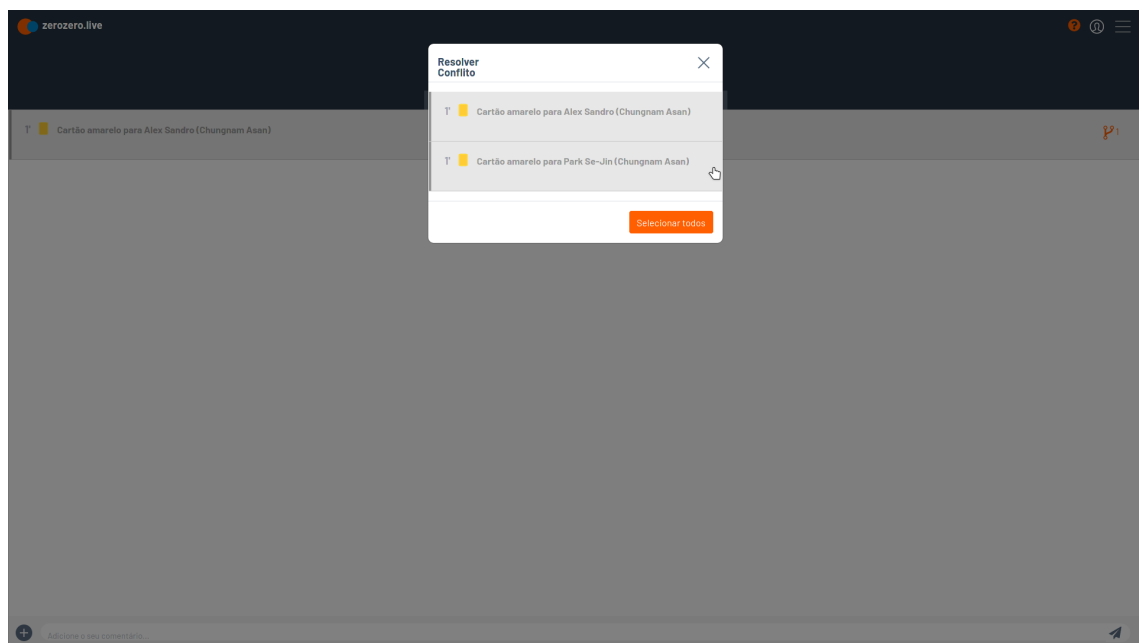 zerozero.live
Resolver
Conflito
1' Cartão amarelo para Alex Sandro (Chungnam Asan)
1' Cartão amarelo para Park Se-Jin (Chungnam Asan)
Selecionar todos
1' Cartão amarelo para Alex Sandro (Chungnam Asan)
Adicione o seu comentário...